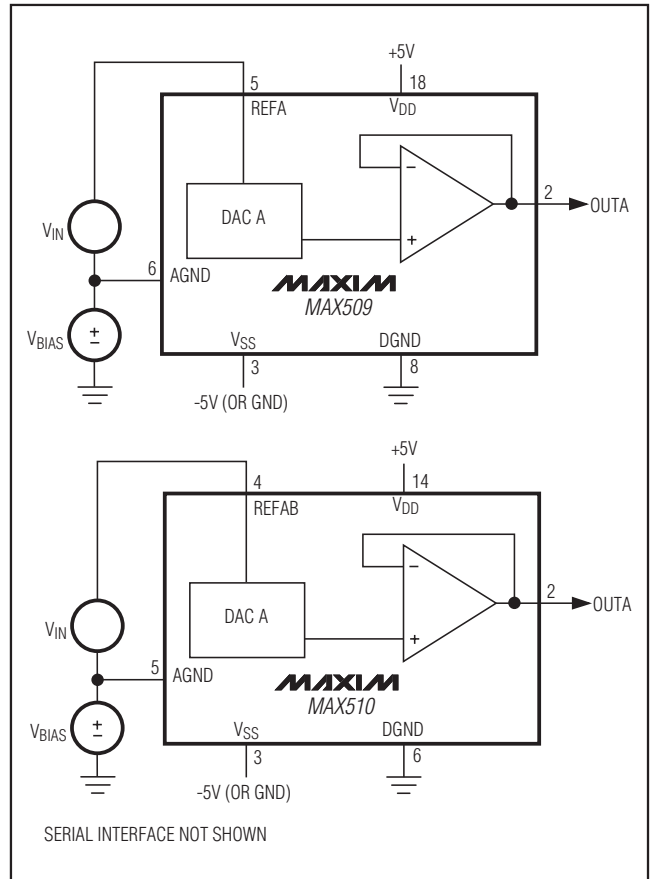 +5V
5
18
REFA
VDD
−
DAC A
2
OUTA
VIN
+
6
AGND
MAXIM
MAX509
VBIAS
+
−
VSS
DGND
3
8
-5V (OR GND)
+5V
4
14
REFAB
VDD
−
DAC A
2
OUTA
VIN
+
5
AGND
MAXIM
MAX510
VBIAS
+
−
VSS
DGND
3
6
-5V (OR GND)
SERIAL INTERFACE NOT SHOWN